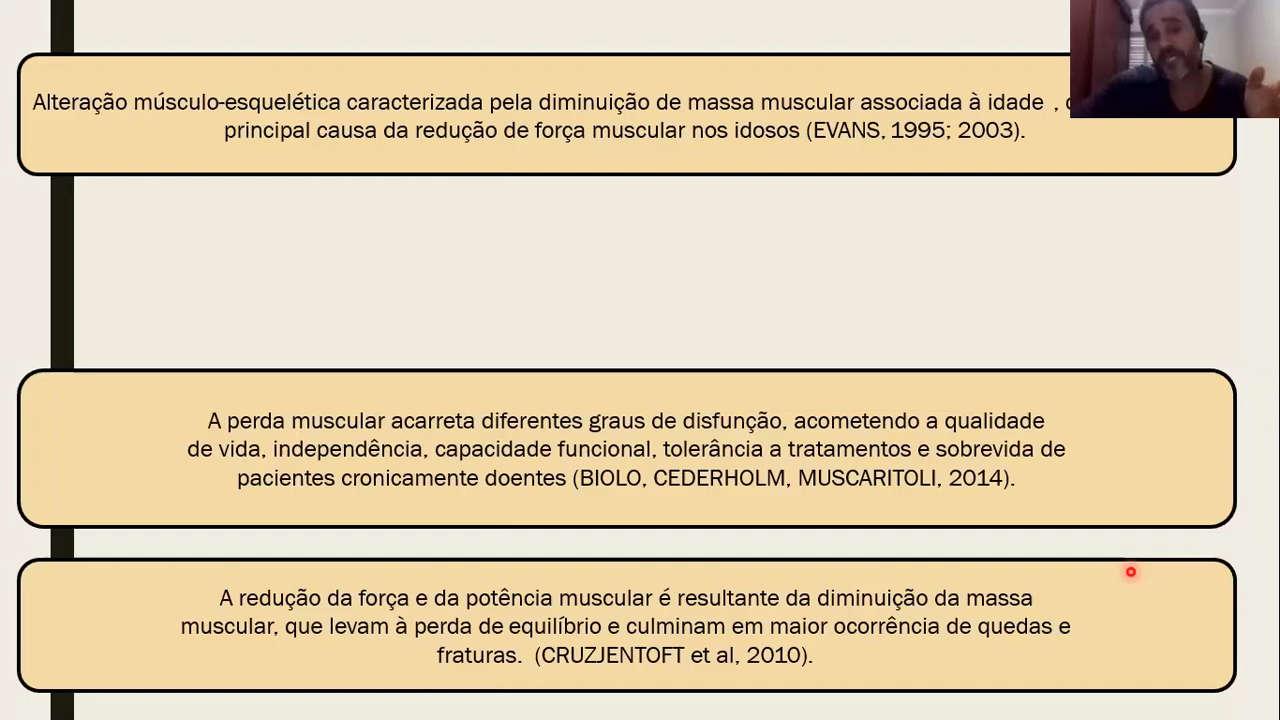 Alteração músculo-esquelética caracterizada pela diminuição de massa muscular associada à idade ,
principal causa da redução de força muscular nos idosos (EVANS, 1995; 2003).
A perda muscular acarreta diferentes graus de disfunção, acometendo a qualidade
de vida, independência, capacidade funcional, tolerância a tratamentos e sobrevida de
pacientes cronicamente doentes (BIOLO, CEDERHOLM, MUSCARITOLI, 2014).
A redução da força e da potência muscular é resultante da diminuição da massa
muscular, que levam à perda de equilíbrio e culminam em maior ocorrência de quedas e
fraturas. (CRUZJENTOFT et al, 2010).